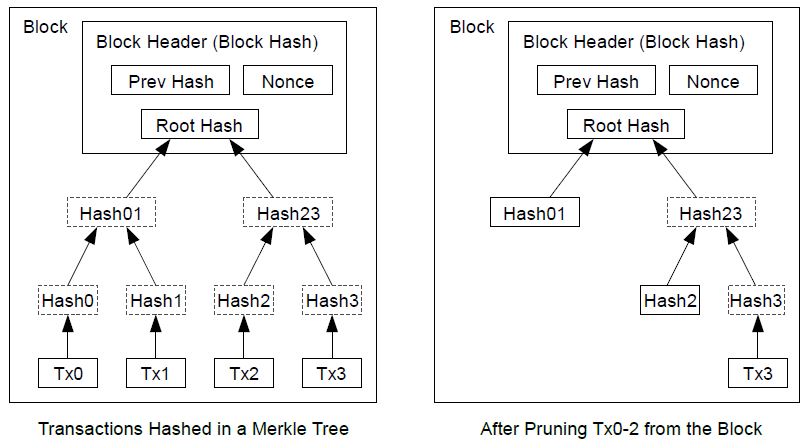 Block
Block Header (Block Hash)
Prev Hash
Nonce
Root Hash
Hash01
Hash23
Hash0
Hash1
Hash2
Hash3
Tx0
Tx1
Tx2
Tx3
Transactions Hashed in a Merkle Tree
Block
Block Header (Block Hash)
Prev Hash
Nonce
Root Hash
Hash01
Hash23
Hash2
Hash3
Tx3
After Pruning Tx0-2 from the Block